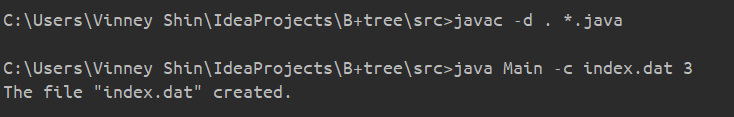 C:\Users\Vinney Shin\IdeaProjects\B+tree\src>javac -d . *.java
C:\Users\Vinney Shin\IdeaProjects\B+tree\src>java Main -c index.dat 3
The file "index.dat" created.